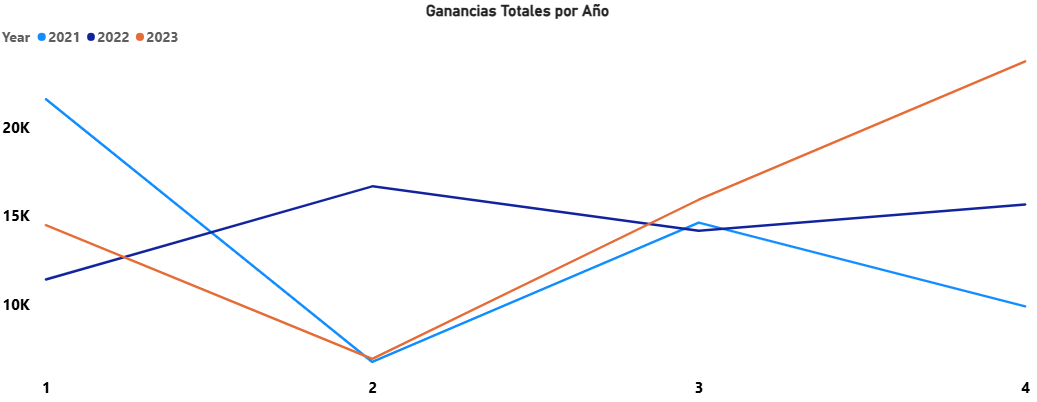 Ganancias Totales por Año
Year 2021 2022 2023
20K
15K
10K
1 2 3 4